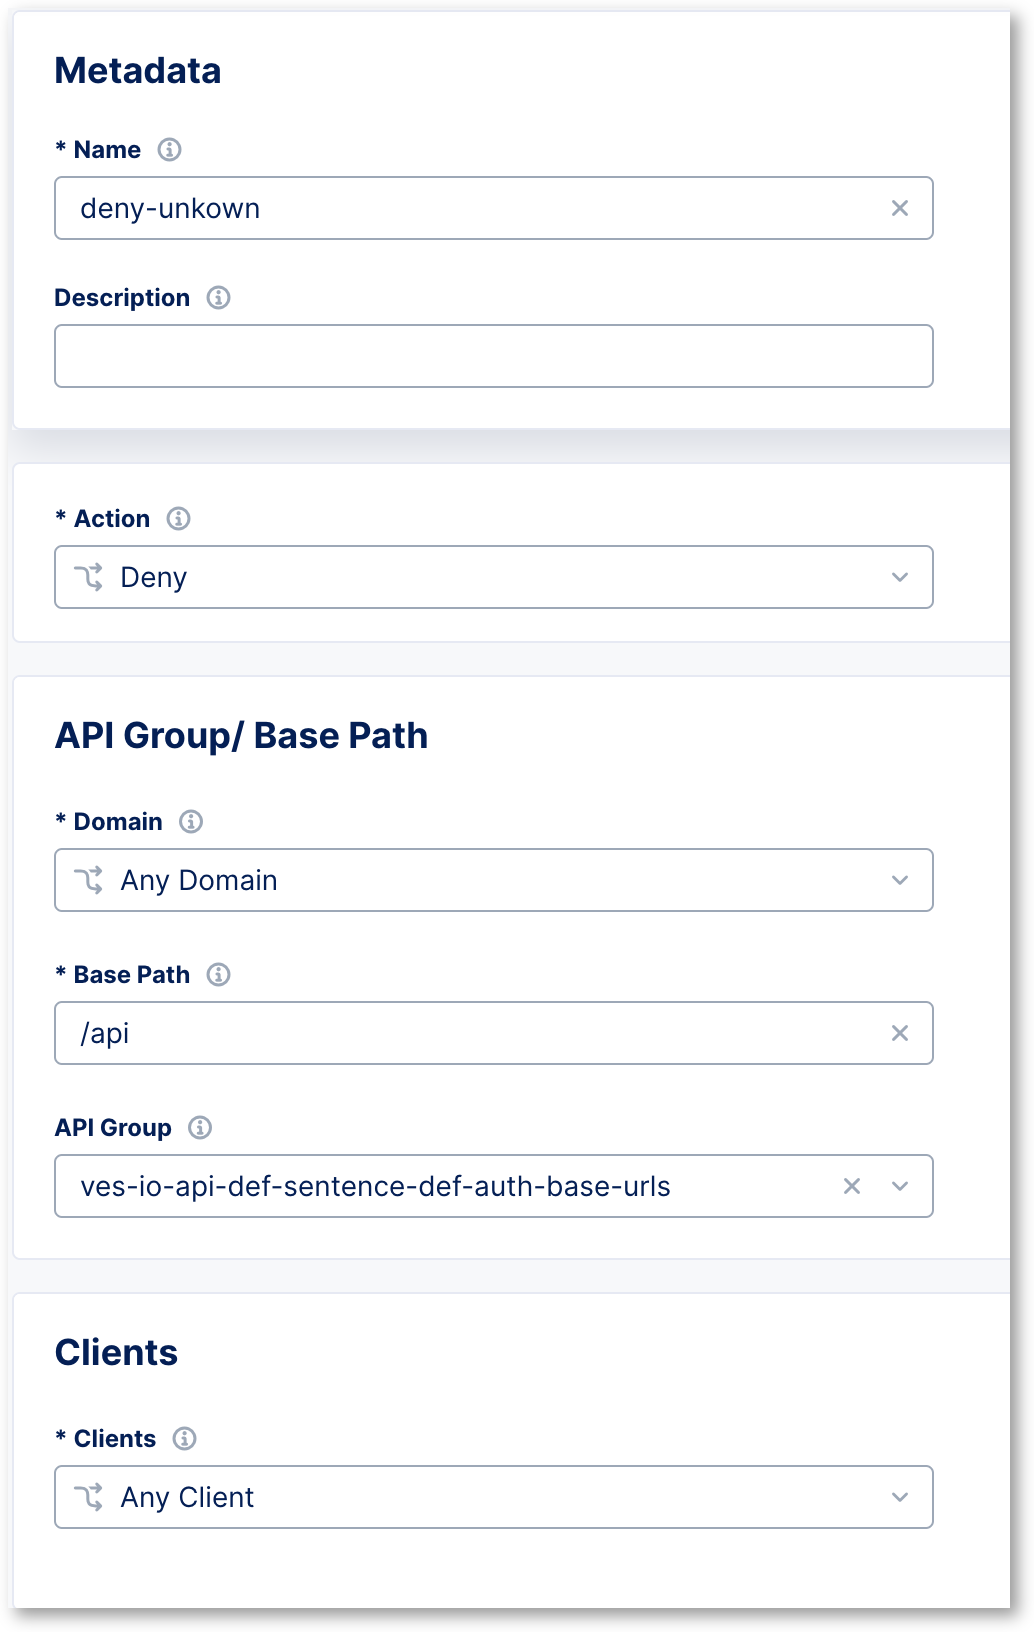 Metadata
* Name
deny-unkown
Description
* Action
Deny
API Group/ Base Path
* Domain
Any Domain
* Base Path
/api
API Group
ves-io-api-def-sentence-def-auth-base-urls
Clients
* Clients
Any Client